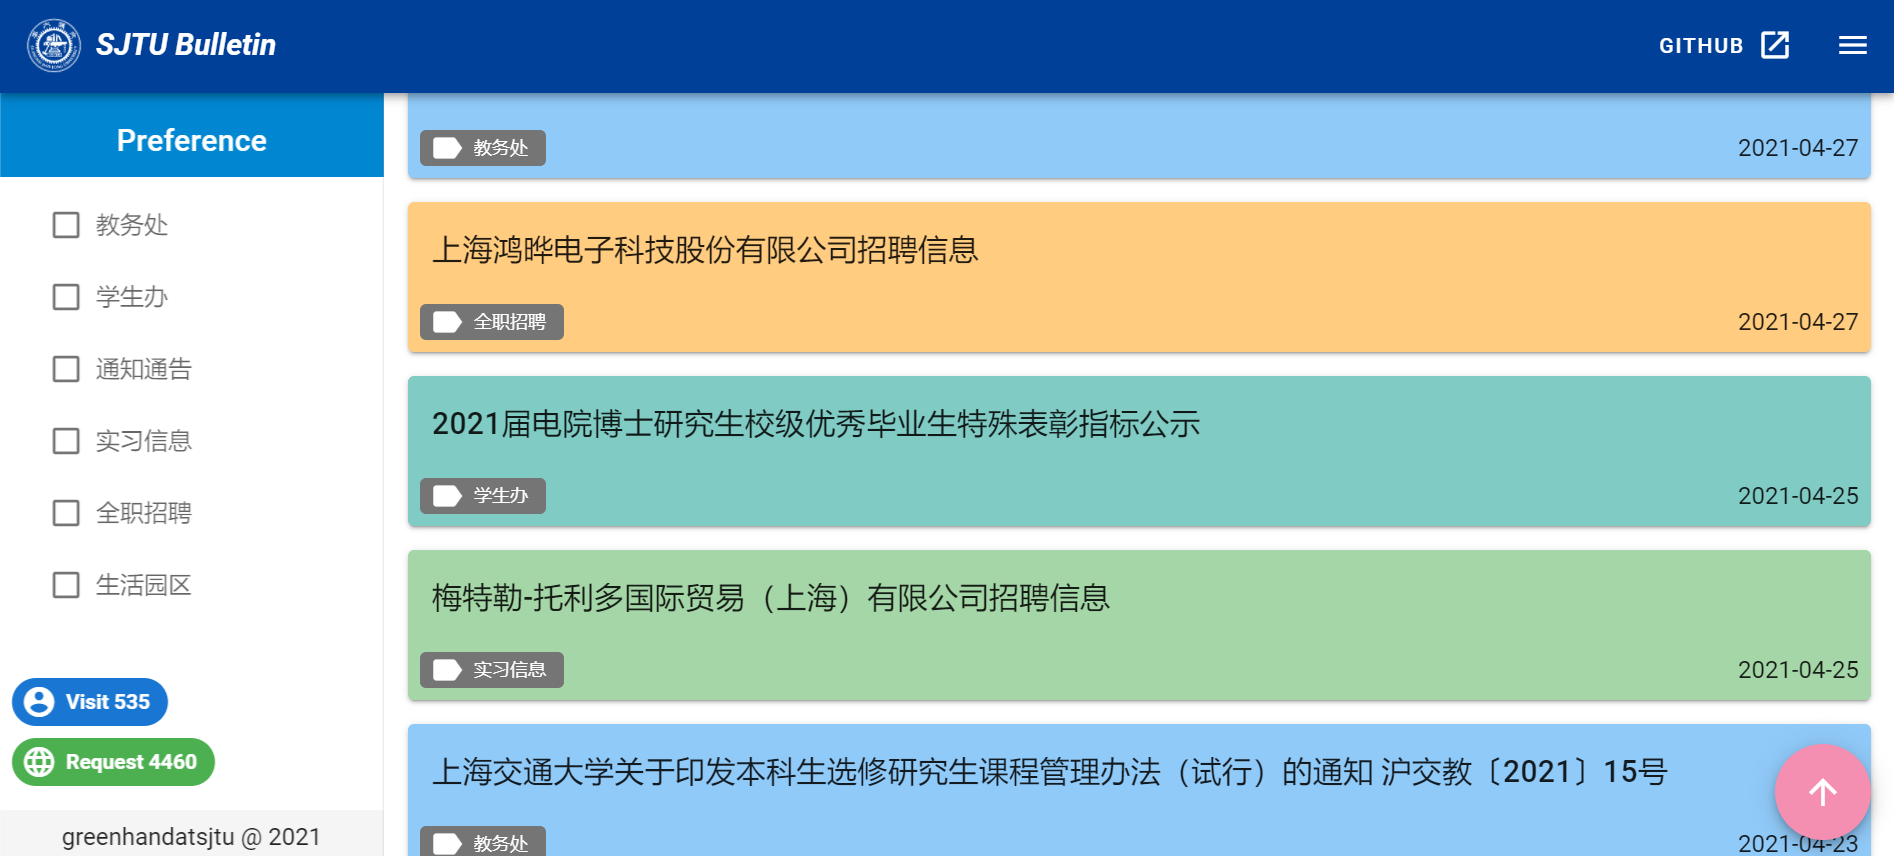 SJTU Bulletin
GITHUB
Preference
教务处
学生办
通知通告
实习信息
全职招聘
生活园区
Visit 535
Request 4460
greenhandatsjtu @ 2021
教务处
2021-04-27
上海鸿晔电子科技股份有限公司招聘信息
全职招聘
2021-04-27
2021届电院博士研究生校级优秀毕业生特殊表彰指标公示
学生办
2021-04-25
梅特勒-托利多国际贸易（上海）有限公司招聘信息
实习信息
2021-04-25
上海交通大学关于印发本科生选修研究生课程管理办法（试行）的通知 沪交教〔2021〕15号
教务处
2021-04-23